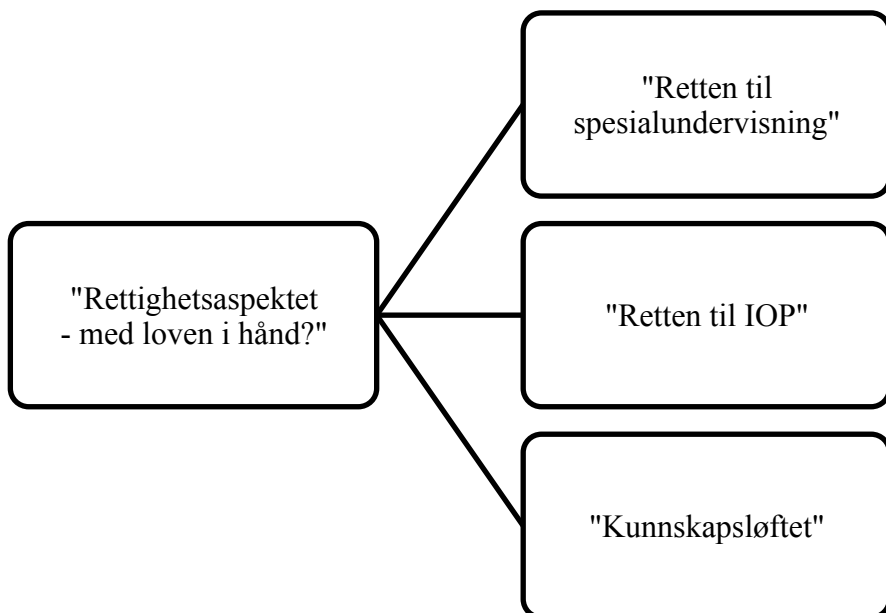 "Rettighetsaspektet
- med loven i hånd?"
"Retten til
spesialundervisning"
"Retten til IOP"
"Kunnskapsløftet"